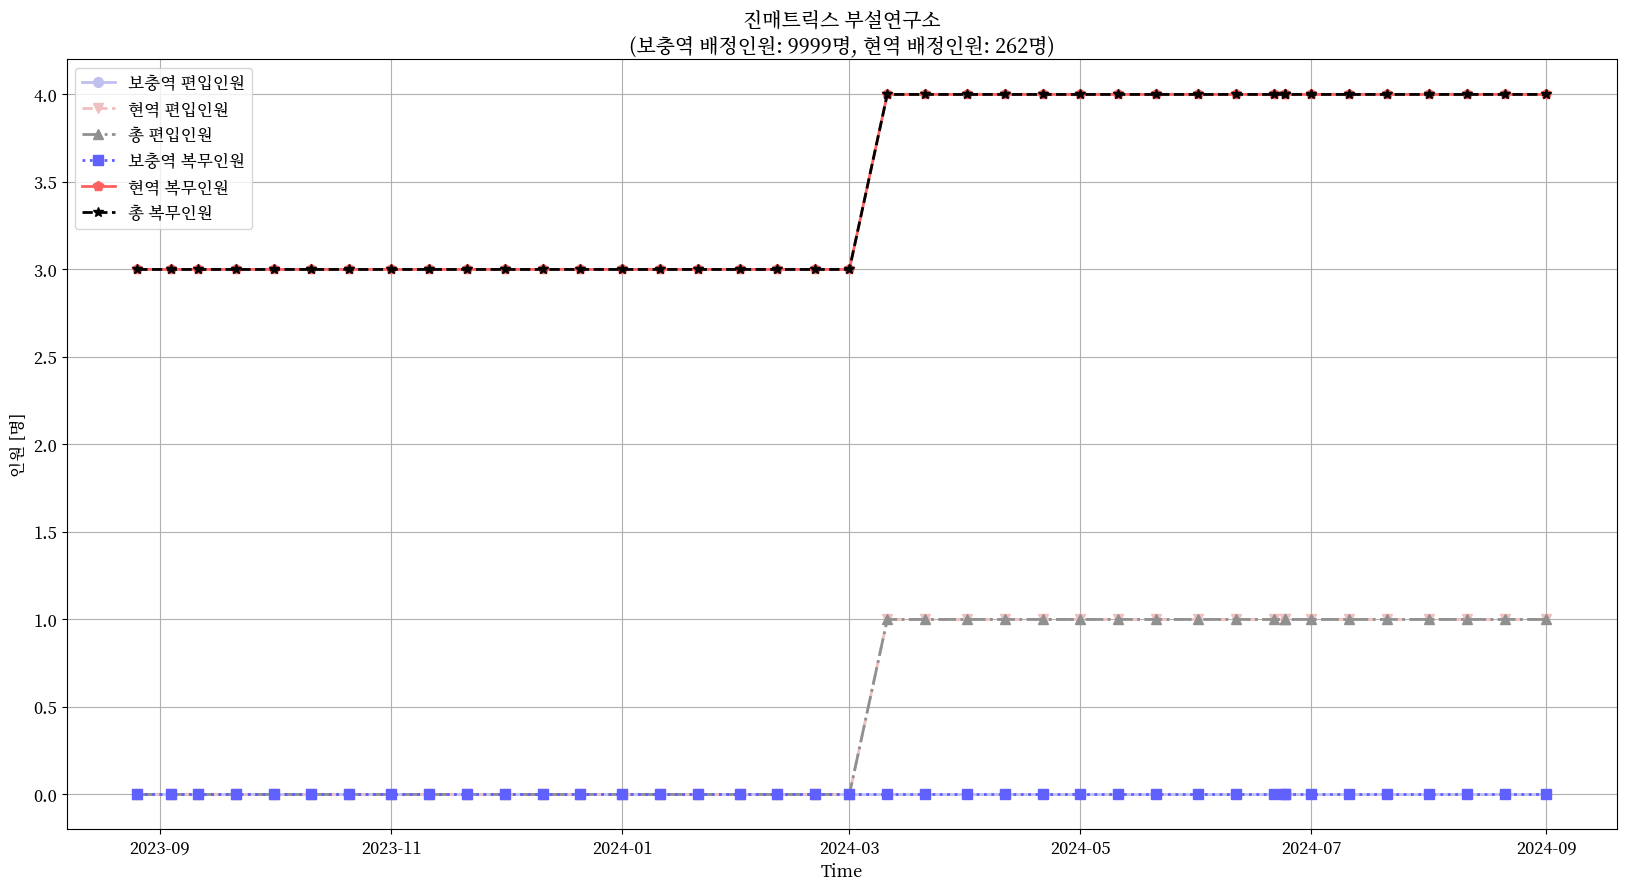 진매트릭스 부설연구소
(보충역 배정인원: 9999명, 현역 배정인원: 262명)
보충역 편입인원
현역 편입인원
총 편입인원
보충역 복무인원
현역 복무인원
총 복무인원
4.0
3.5
3.0
2.5
2.0
1.5
1.0
0.5
0.0
인원 [명]
2023-09
2023-11
2024-01
2024-03
2024-05
2024-07
2024-09
Time